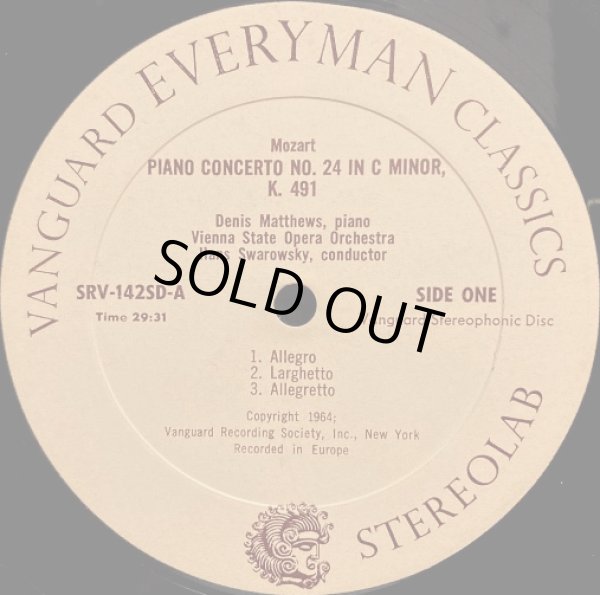 VANGUARD EVERYMAN CLASSICS
Mozart
PIANO CONCERTO NO. 24 IN C MINOR,
K. 491
Denis Matthews, piano
Vienna State Opera Orchestra
Hans Swarowsky, conductor
SOLD OUT
SRV-142SD-A
SIDE ONE
Time 29:31
Stereophonic Disc
1. Allegro
2. Larghetto
3. Allegretto
Copyright 1964;
Vanguard Recording Society, Inc., New York
Recorded in Europe
STEREOLAB